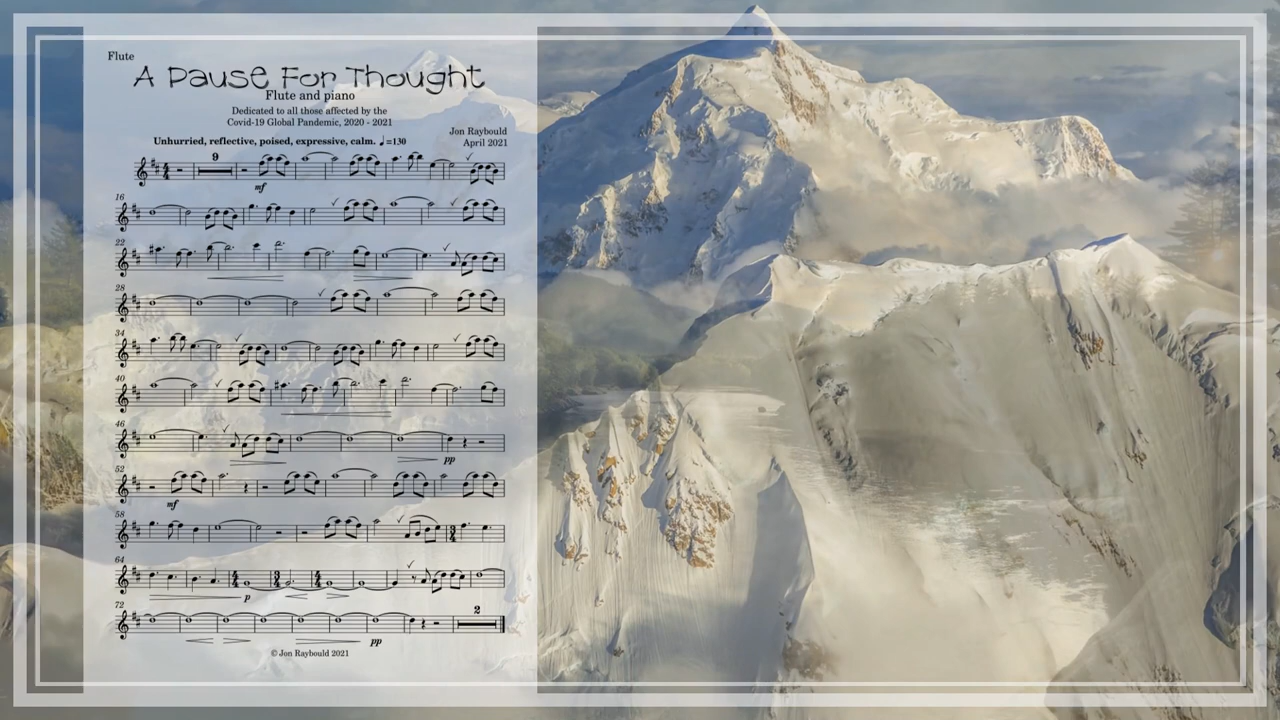 Flute
A Pause For Thought
Flute and piano
Dedicated to all those affected by the
Covid-19 Global Pandemic, 2020 - 2021
Jon Raybould
Unhurried, reflective, poised, expressive, calm. ♩=130
April 2021
9
mf
16
22
28
34
40
46
pp
52
mf
58
64
p
72
2
pp
© Jon Raybould 2021